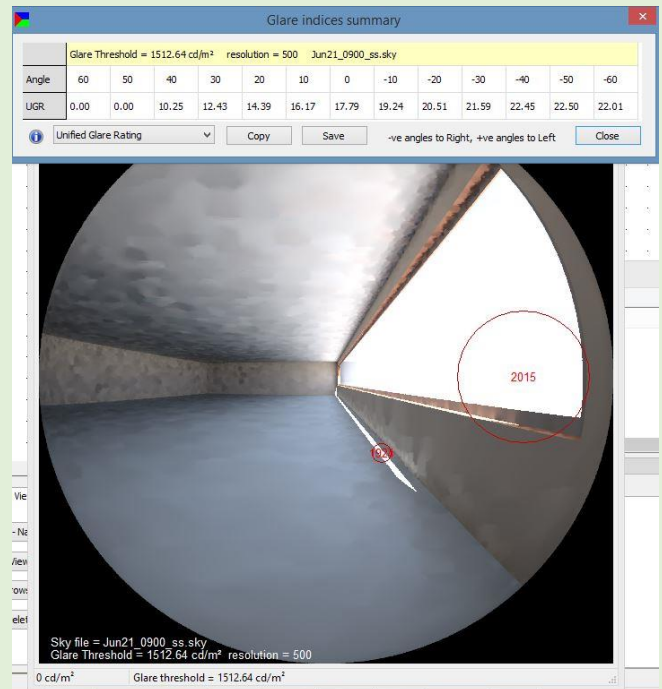 Glare indices summary
Glare Threshold = 1512.64 cd/m² resolution = 500 Jun21_0900_ss.sky
Angle 60 50 40 30 20 10 0 -10 -20 -30 -40 -50 -60
UGR 0.00 0.00 10.25 12.43 14.39 16.17 17.79 19.24 20.51 21.59 22.45 22.50 22.01
Unified Glare Rating Copy Save -ve angles to Right, +ve angles to Left Close
2015
Vie
- Na
View
elet
Sky file = Jun21_0900_ss.sky
Glare Threshold = 1512.64 cd/m² resolution = 500
0 cd/m² Glare threshold = 1512.64 cd/m²